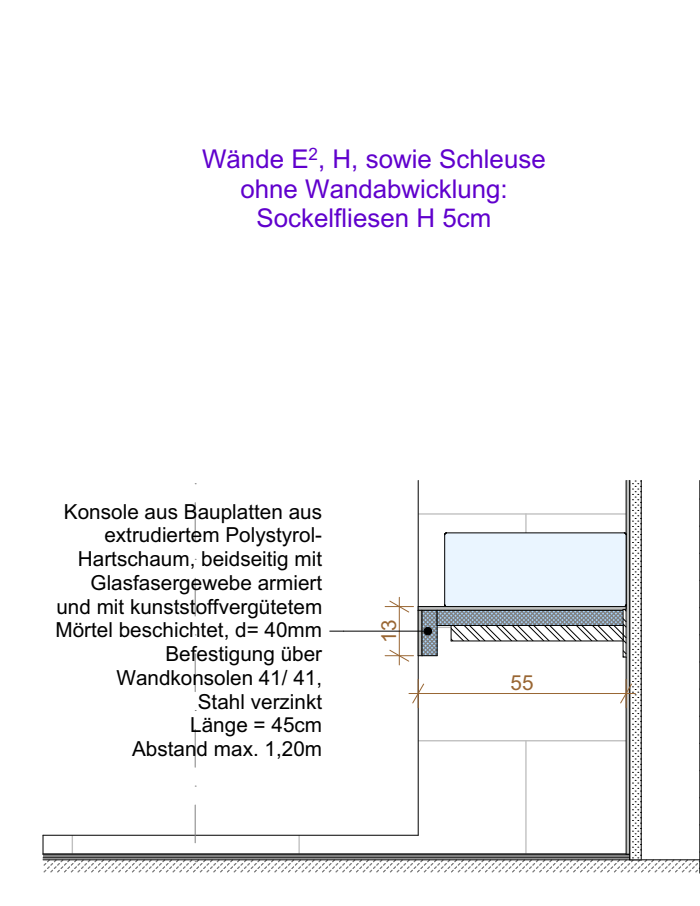 Wände E², H, sowie Schleuse
ohne Wandabwicklung:
Sockelfliesen H 5cm
Konsole aus Bauplatten aus
extrudiertem Polystyrol-
Hartschaum, beidseitig mit
Glasfasergewebe armiert
und mit kunststoffvergütetem
Mörtel beschichtet, d= 40mm
Befestigung über
Wandkonsolen 41/ 41,
Stahl verzinkt
Länge = 45cm
Abstand max. 1,20m
13
55